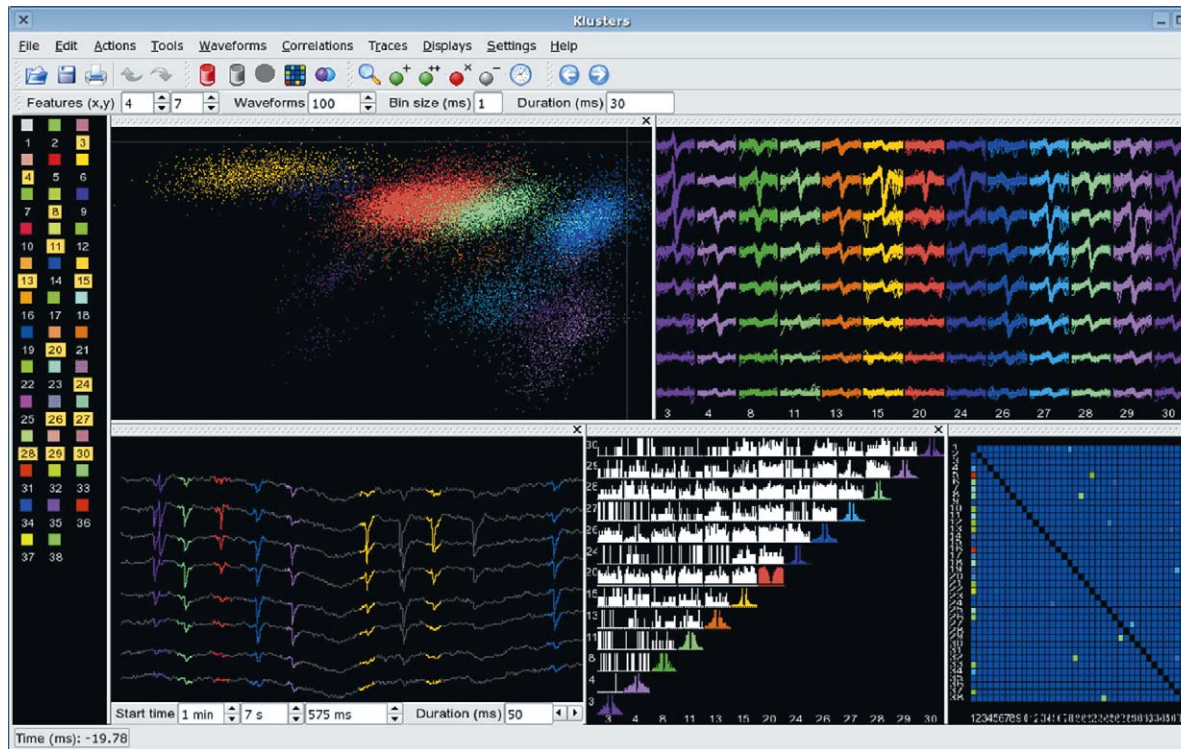 Klusters
File Edit Actions Tools Waveforms Correlations Traces Displays Settings Help
Features (x,y) 4 7 Waveforms 100 Bin size (ms) 1 Duration (ms) 30
1 2 3
4 5 6
7 8 9
10 11 12
13 14 15
16 17 18
19 20 21
22 23 24
25 26 27
28 29 30
31 32 33
34 35 36
37 38
3 4 8 11 13 15 20 24 26 27 28 29 30
Start time 1 min 7 s 575 ms Duration (ms) 50
30
29
28
27
26
24
20
15
13
11
8
4
3
3 4 8 11 13 15 20 24 26 27 28 29 30
Time (ms): -19.78